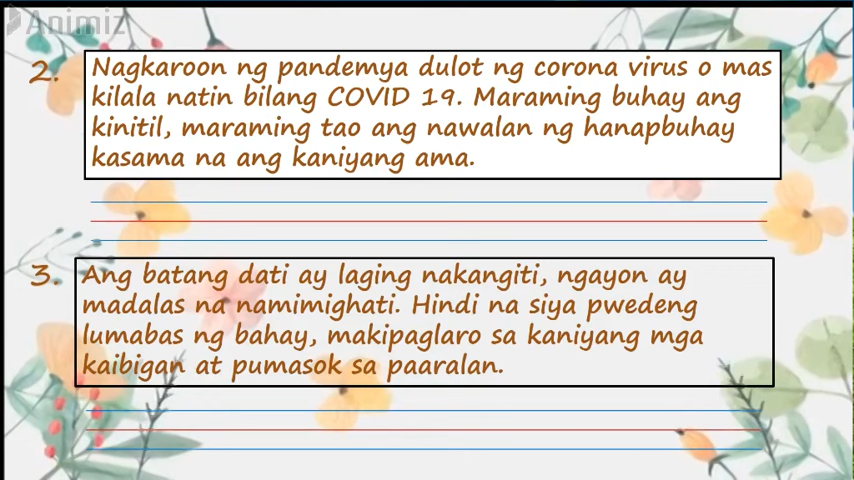 Animiz
2. Nagkaroon ng pandemya dulot ng corona virus o mas
kilala natin bilang COVID 19. Maraming buhay ang
kinitil, maraming tao ang nawalan ng hanapbuhay
kasama na ang kaniyang ama.
3. Ang batang dati ay laging nakangiti, ngayon ay
madalas na namimighati. Hindi na siya pwedeng
lumabas ng bahay, makipaglaro sa kaniyang mga
kaibigan at pumasok sa paaralan.